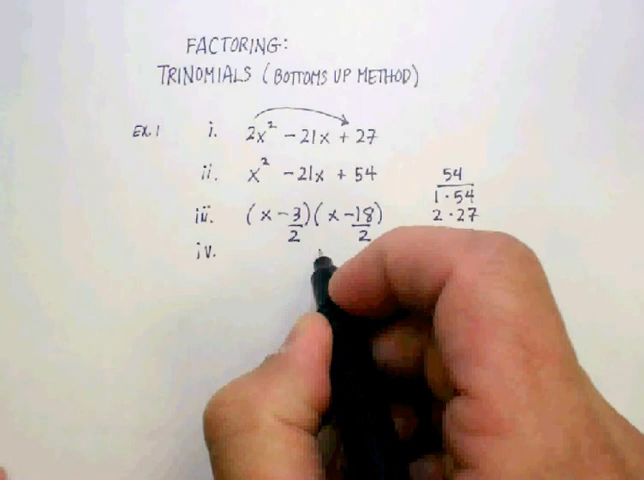 FACTORING:
TRINOMIALS (BOTTOMS UP METHOD)
EX.1 i. 2x² - 21x + 27
ii. x² - 21x + 54
iii. (x - 3/2)(x - 18/2)
iv.
54
1 · 54
2 · 27